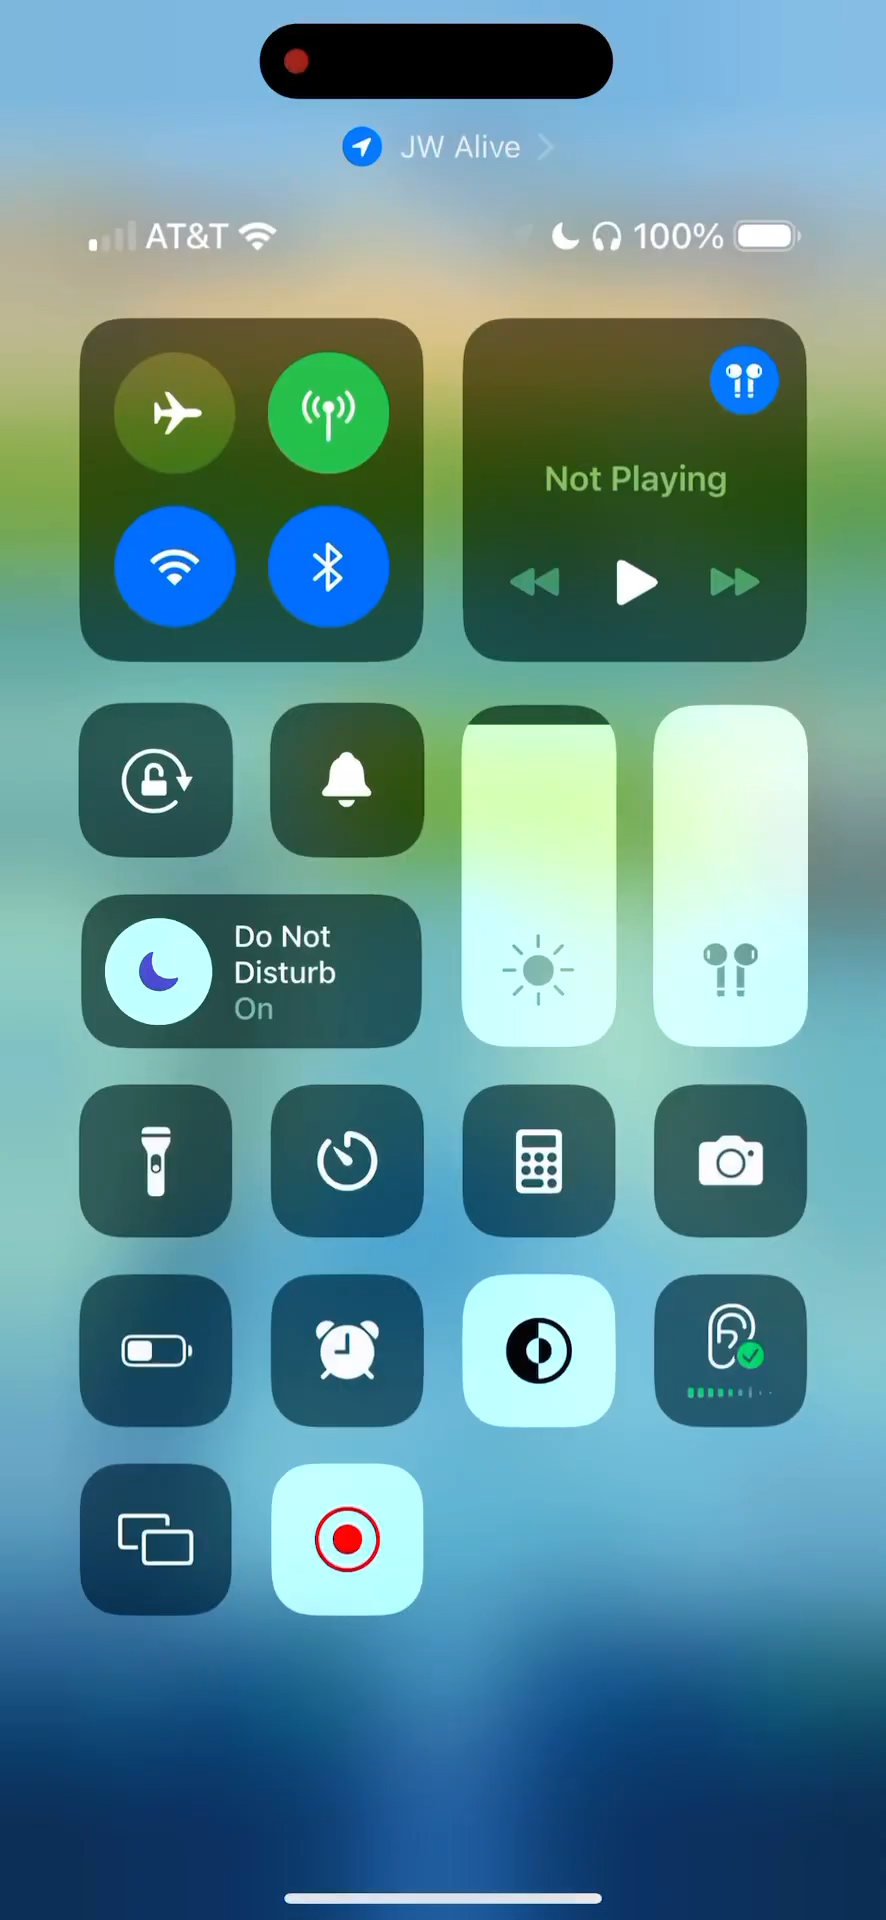 JW Alive
AT&T
100%
Not Playing
Do Not
Disturb
On